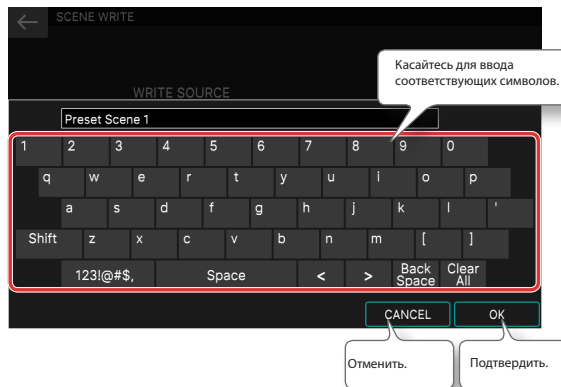 SCENE WRITE
Касайтесь для ввода
соответствующих символов.
WRITE SOURCE
Preset Scene 1
1 2 3 4 5 6 7 8 9 0
q w e r t y u i o p
a s d f g h j k l '
Shift z x c v b n m [ ]
123!@#$, Space < > Back Space Clear All
CANCEL OK
Отменить. Подтвердить.